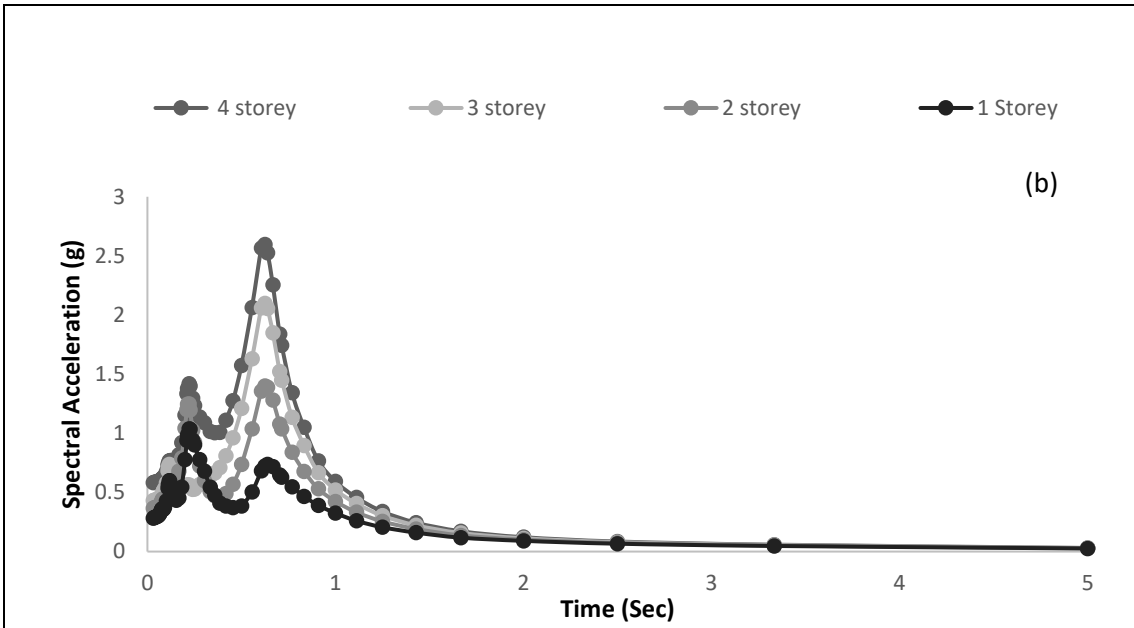 4 storey 3 storey 2 storey 1 Storey
(b)
Spectral Acceleration (g)
3
2.5
2
1.5
1
0.5
0
0 1 2 3 4 5
Time (Sec)